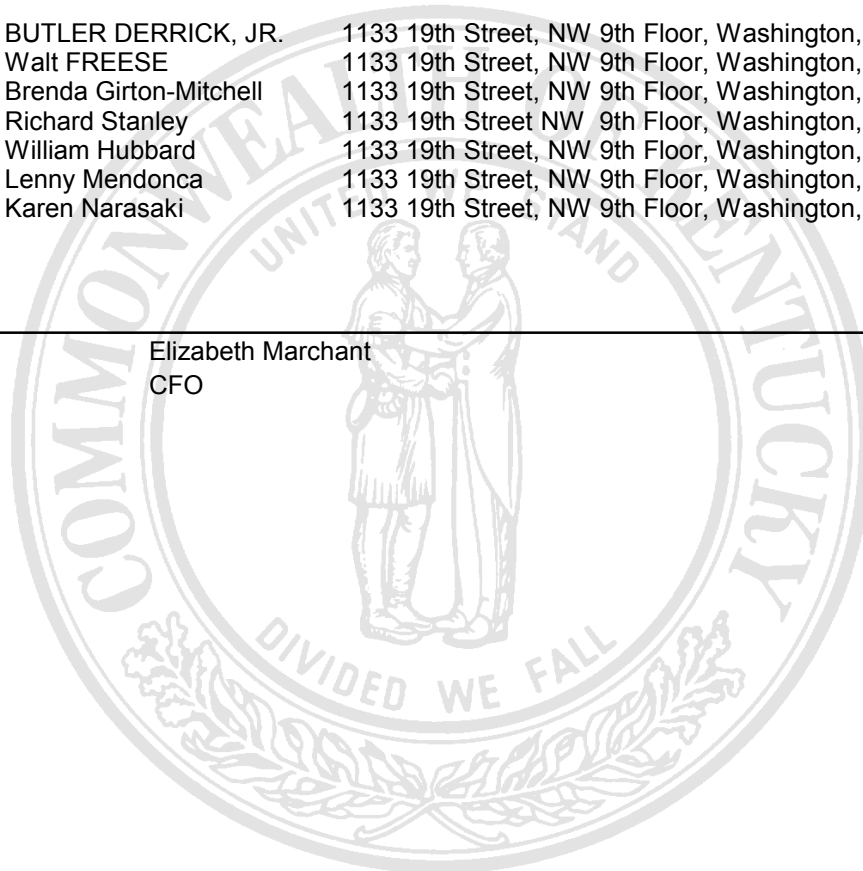 BUTLER DERRICK, JR. 1133 19th Street, NW 9th Floor, Washington,
Walt FREESE 1133 19th Street, NW 9th Floor, Washington,
Brenda Girton-Mitchell 1133 19th Street, NW 9th Floor, Washington,
Richard Stanley 1133 19th Street NW 9th Floor, Washington,
William Hubbard 1133 19th Street, NW 9th Floor, Washington,
Lenny Mendonca 1133 19th Street, NW 9th Floor, Washington,
Karen Narasaki 1133 19th Street, NW 9th Floor, Washington,
Elizabeth Marchant
CFO
COMMONWEALTH OF KENTUCKY
UNITED WE STAND
DIVIDED WE FALL